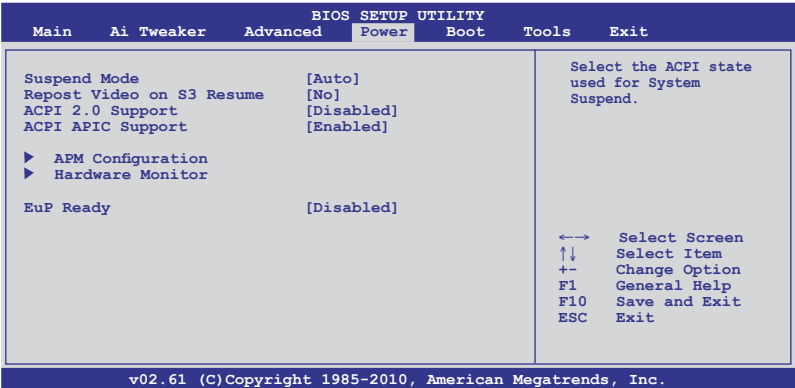 BIOS SETUP UTILITY
Main Ai Tweaker Advanced Power Boot Tools Exit
Suspend Mode [Auto]
Repost Video on S3 Resume [No]
ACPI 2.0 Support [Disabled]
ACPI APIC Support [Enabled]
▶ APM Configuration
▶ Hardware Monitor
EuP Ready [Disabled]
Select the ACPI state
used for System
Suspend.
←→ Select Screen
↑↓ Select Item
+- Change Option
F1 General Help
F10 Save and Exit
ESC Exit
v02.61 (C)Copyright 1985-2010, American Megatrends, Inc.